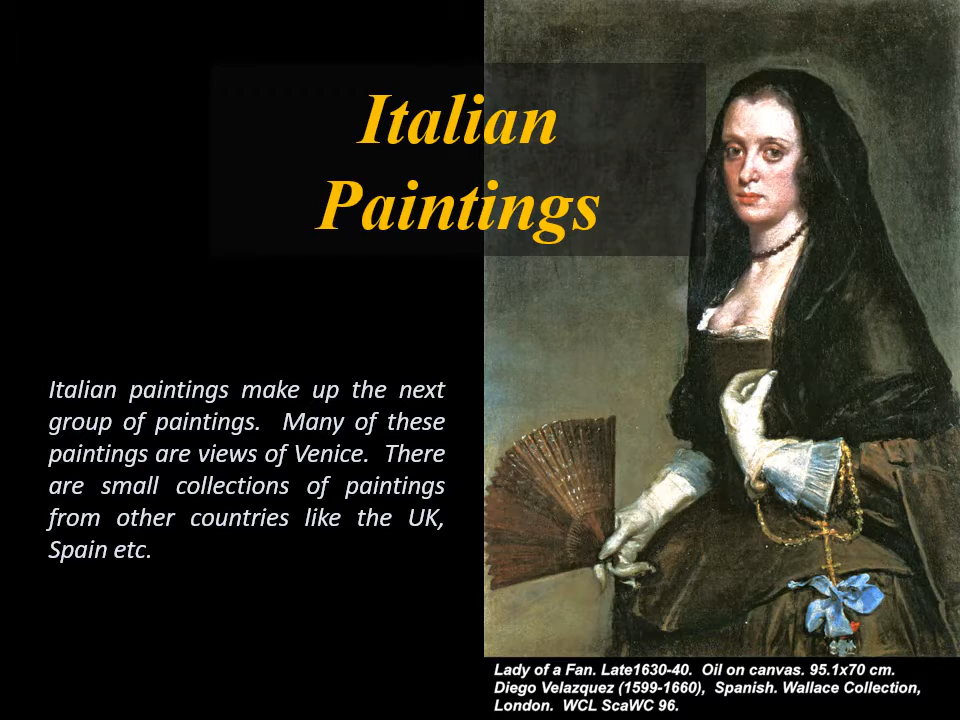 Italian
Paintings
Italian paintings make up the next
group of paintings.  Many of these
paintings are views of Venice.  There
are small collections of paintings
from other countries like the UK,
Spain etc.
Lady of a Fan. Late1630-40.  Oil on canvas. 95.1x70 cm.
Diego Velazquez (1599-1660),  Spanish. Wallace Collection,
London.  WCL ScaWC 96.